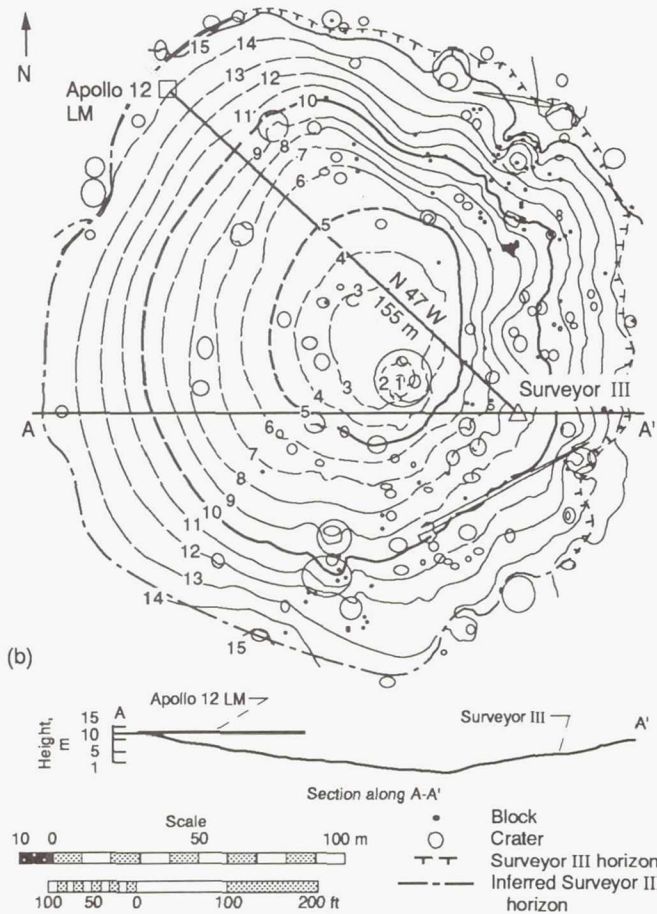 15
14
N
Apollo 12
LM
13
12
11
10
9
8
7
6
5
4
3
N 47 W
155 m
2
1
3
4
5
Surveyor III
A
A'
6
7
8
9
10
11
12
13
14
15
(b)
Apollo 12 LM
Surveyor III
Height,
m
15
10
5
1
A
A'
Section along A-A'
Scale
10 0 50 100 m
100 50 0 100 200 ft
Block
Crater
Surveyor III horizon
Inferred Surveyor II
horizon